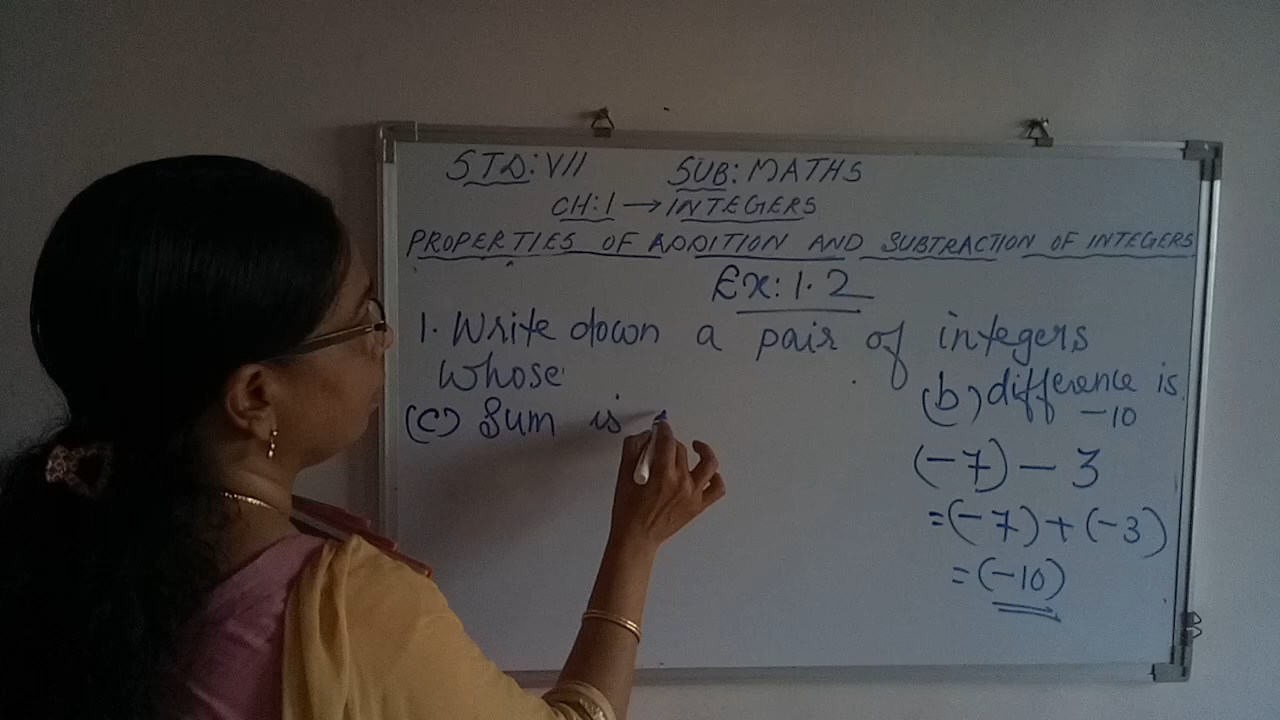 STD: VII SUB: MATHS
CH: 1 → INTEGERS
PROPERTIES OF ADDITION AND SUBTRACTION OF INTEGERS
Ex: 1.2
1. Write down a pair of integers
whose
(c) Sum is
(b) difference is
-10
(-7) - 3
= (-7) + (-3)
= (-10)